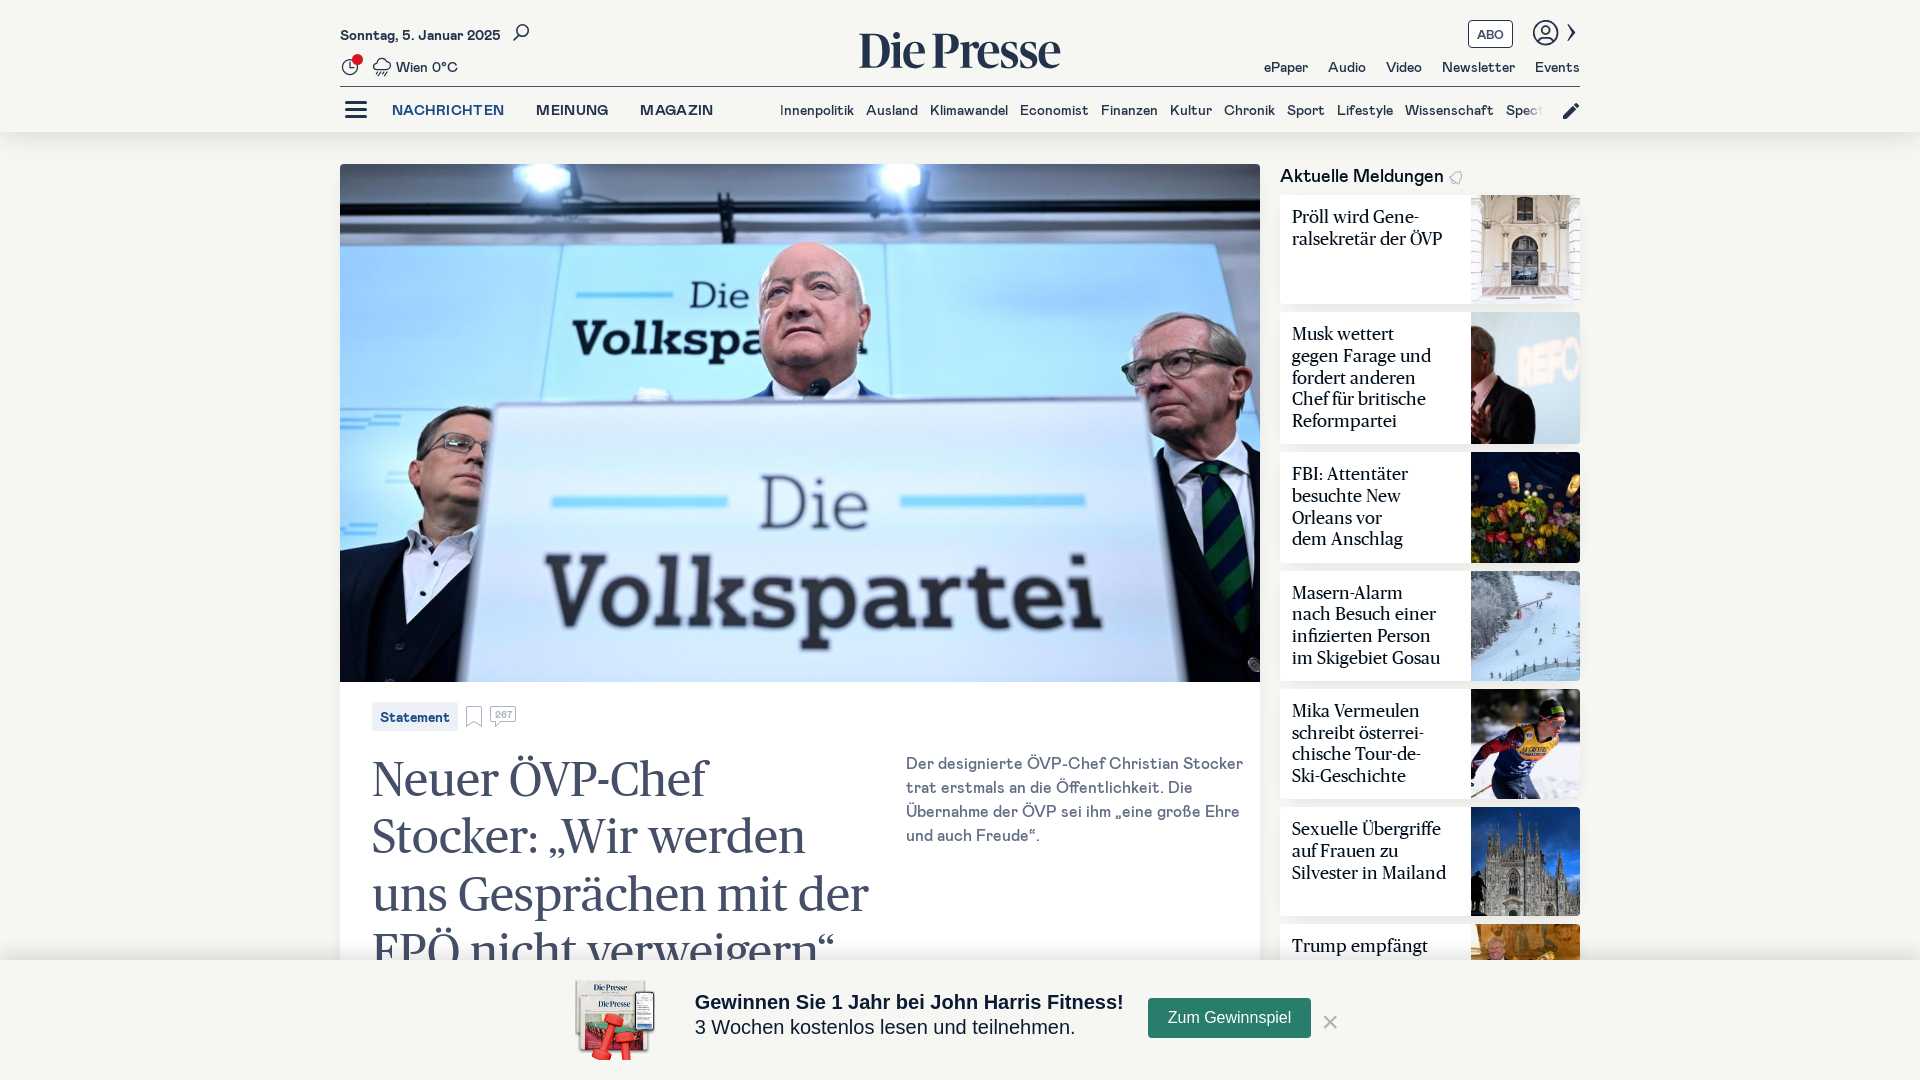 Sonntag, 5. Januar 2025
Die Presse
ABO
Wien 0°C
ePaper Audio Video Newsletter Events
NACHRICHTEN MEINUNG MAGAZIN
Innenpolitik Ausland Klimawandel Economist Finanzen Kultur Chronik Sport Lifestyle Wissenschaft Spect
Die
Volkspa
Die
Volkspartei
Statement
267
Neuer ÖVP-Chef
Stocker: „Wir werden
uns Gesprächen mit der
FPÖ nicht verweigern“
Der designierte ÖVP-Chef Christian Stocker
trat erstmals an die Öffentlichkeit. Die
Übernahme der ÖVP sei ihm „eine große Ehre
und auch Freude“.
Aktuelle Meldungen
Pröll wird Gene-
ralsekretär der ÖVP
Musk wettert
gegen Farage und
fordert anderen
Chef für britische
Reformpartei
REFO
FBI: Attentäter
besuchte New
Orleans vor
dem Anschlag
Masern-Alarm
nach Besuch einer
infizierten Person
im Skigebiet Gosau
Mika Vermeulen
schreibt österrei-
chische Tour-de-
Ski-Geschichte
Sexuelle Übergriffe
auf Frauen zu
Silvester in Mailand
Trump empfängt
Die Presse
Die Presse
Gewinnen Sie 1 Jahr bei John Harris Fitness!
3 Wochen kostenlos lesen und teilnehmen.
Zum Gewinnspiel